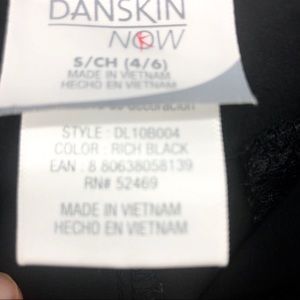 DANSKIN
NOW
S/CH (4/6)
MADE IN VIETNAM
HECHO EN VIETNAM
decoración
STYLE : DL10B004
COLOR : RICH BLACK
EAN : 8 80638058139
RN# 52469
MADE IN VIETNAM
HECHO EN VIETNAM